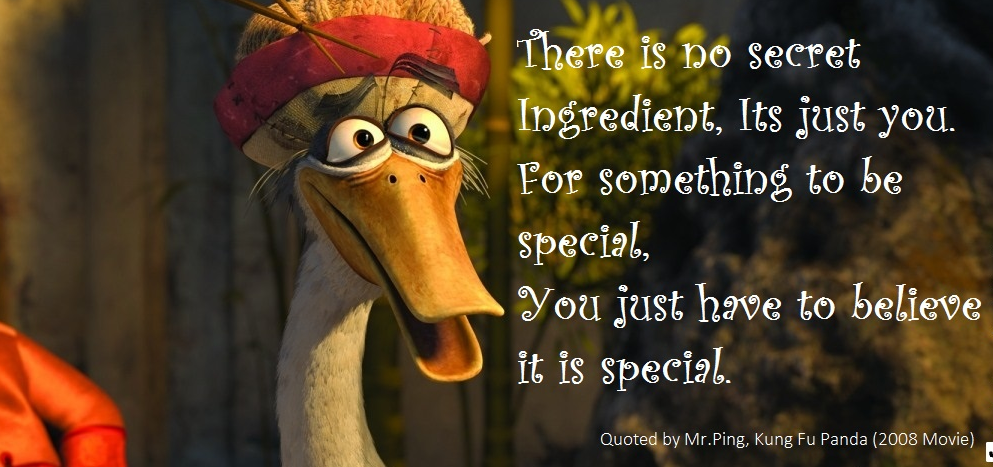 There is no secret
Ingredient, Its just you.
For something to be
special,
You just have to believe
it is special.
Quoted by Mr.Ping, Kung Fu Panda (2008 Movie)